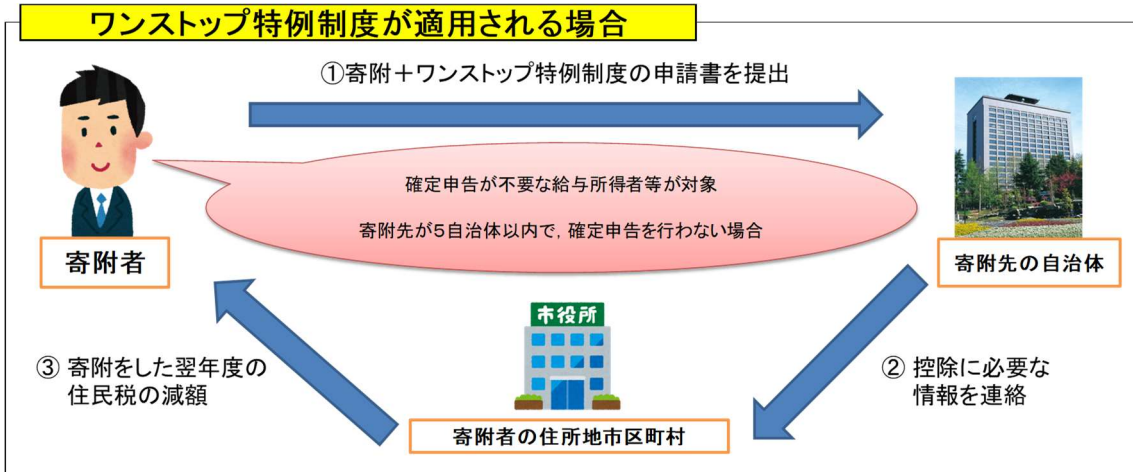 ワンストップ特例制度が適用される場合
①寄附＋ワンストップ特例制度の申請書を提出
確定申告が不要な給与所得者等が対象
寄附先が５自治体以内で，確定申告を行わない場合
寄附者
寄附先の自治体
市役所
③ 寄附をした翌年度の
住民税の減額
② 控除に必要な
情報を連絡
寄附者の住所地市区町村